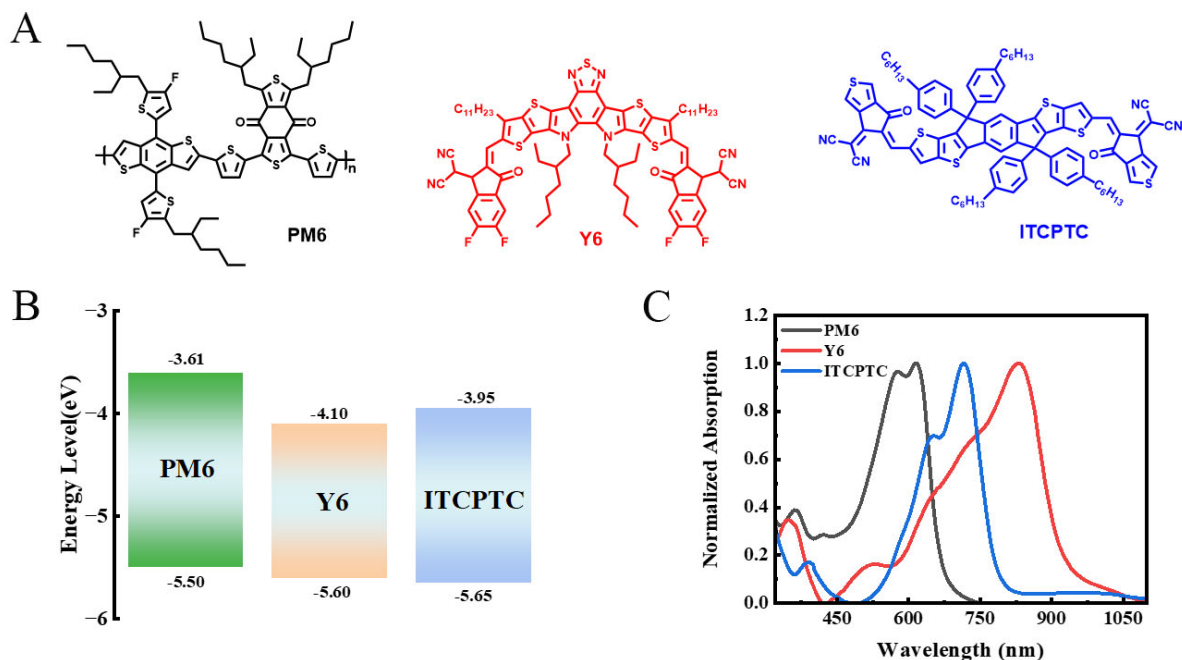 A
F
S
O
O
S
S
S
S
S
S
n
F
PM6
S
N
N
C₁₁H₂₃
S
S
C₁₁H₂₃
S
N
N
S
NC
CN
O
O
NC
CN
F
F
F
F
Y6
C₆H₁₃
C₆H₁₃
S
O
NC
CN
S
S
S
S
C₆H₁₃
C₆H₁₃
O
CN
NC
S
ITCPTC
B
Energy Level(eV)
−3
−4
−5
−6
-3.61
PM6
-5.50
-4.10
Y6
-5.60
-3.95
ITCPTC
-5.65
C
Normalized Absorption
1.2
1.0
0.8
0.6
0.4
0.2
0.0
PM6
Y6
ITCPTC
450 600 750 900 1050
Wavelength (nm)